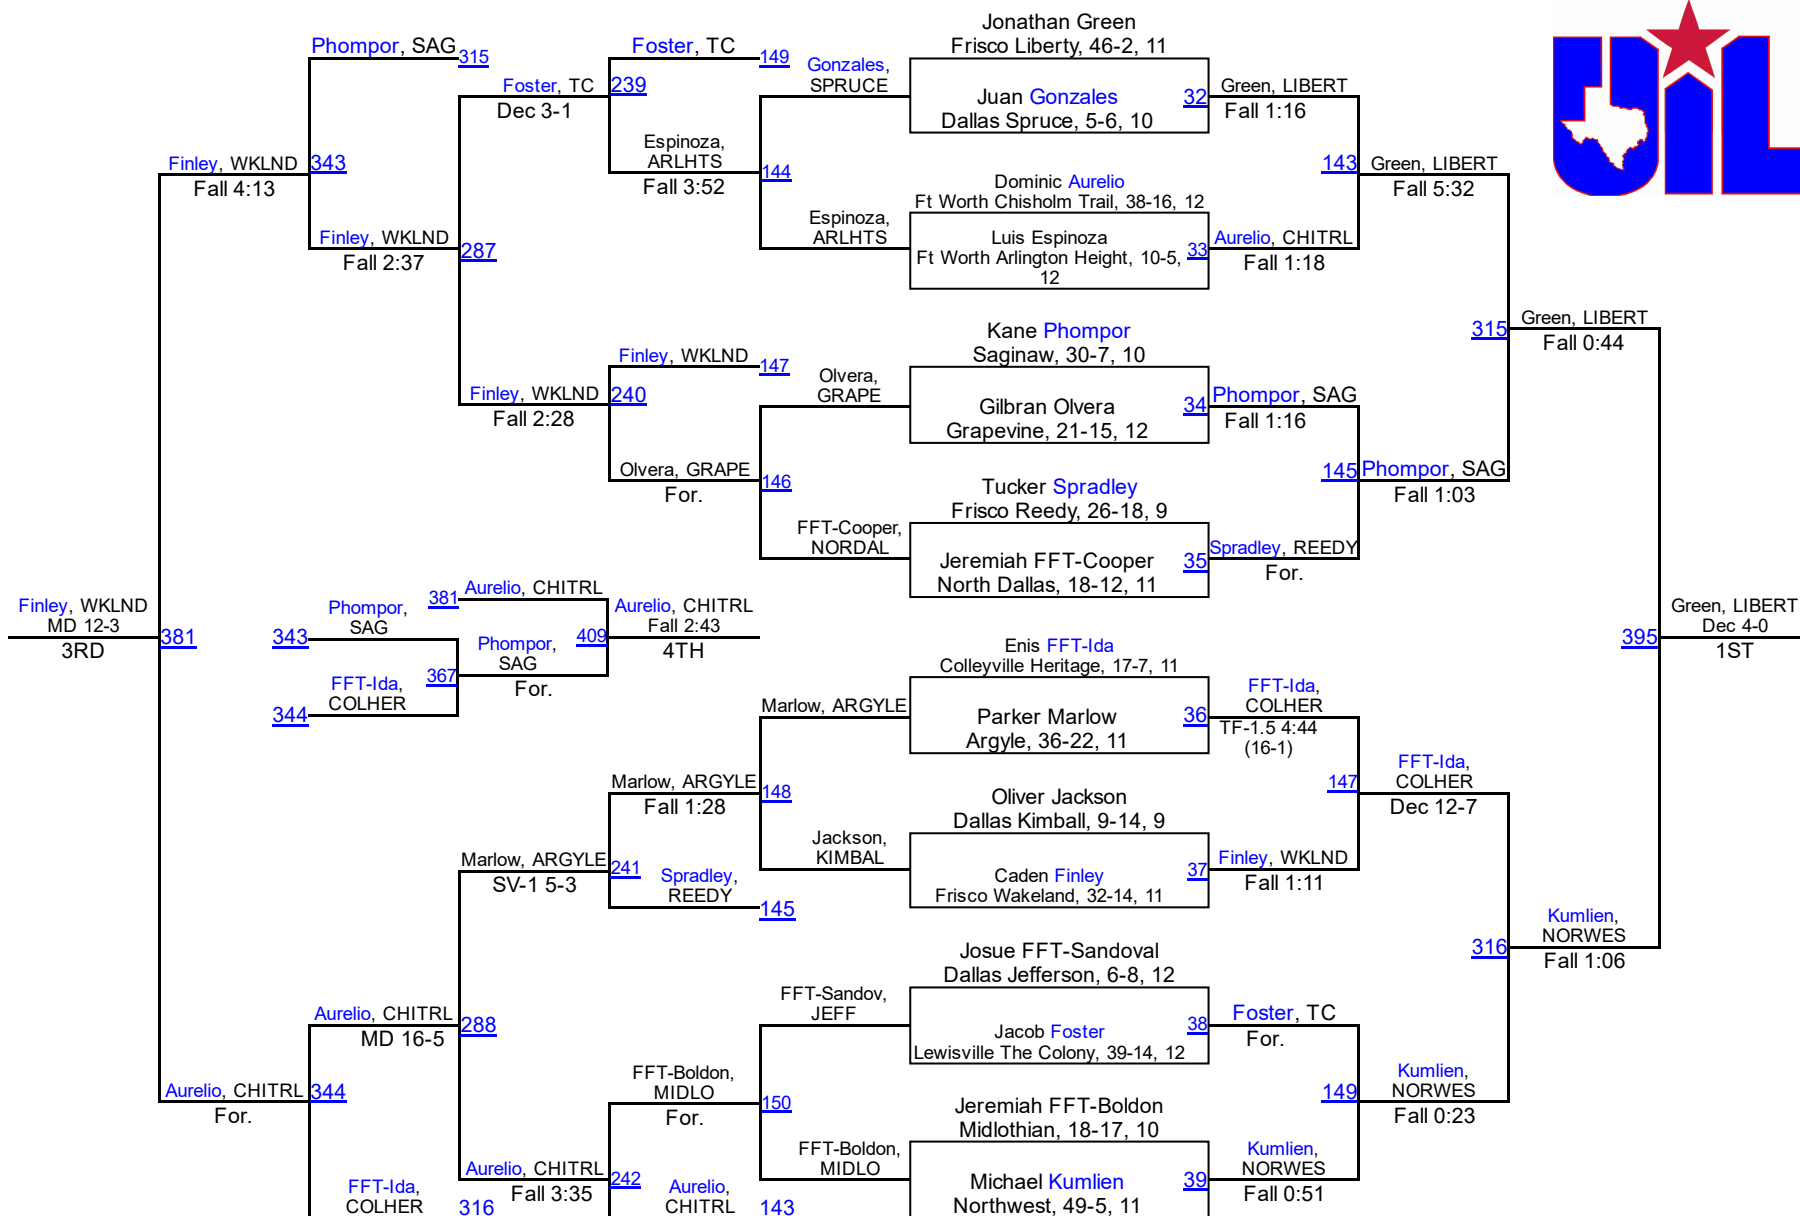 Jonathan Green
Frisco Liberty, 46-2, 11
Juan Gonzales
Dallas Spruce, 5-6, 10
32
Dominic Aurelio
Ft Worth Chisholm Trail, 38-16, 12
Luis Espinoza
Ft Worth Arlington Height, 10-5,
12
33
Kane Phompor
Saginaw, 30-7, 10
Gilbran Olvera
Grapevine, 21-15, 12
34
Tucker Spradley
Frisco Reedy, 26-18, 9
Jeremiah FFT-Cooper
North Dallas, 18-12, 11
35
Enis FFT-Ida
Colleyville Heritage, 17-7, 11
Parker Marlow
Argyle, 36-22, 11
36
Oliver Jackson
Dallas Kimball, 9-14, 9
Caden Finley
Frisco Wakeland, 32-14, 11
37
Josue FFT-Sandoval
Dallas Jefferson, 6-8, 12
Jacob Foster
Lewisville The Colony, 39-14, 12
38
Jeremiah FFT-Boldon
Midlothian, 18-17, 10
Michael Kumlien
Northwest, 49-5, 11
39
Green, LIBERT
Fall 1:16
Aurelio, CHITRL
Fall 1:18
Phompor, SAG
Fall 1:16
Spradley, REEDY
For.
FFT-Ida,
COLHER
TF-1.5 4:44
(16-1)
Finley, WKLND
Fall 1:11
Foster, TC
For.
Kumlien,
NORWES
Fall 0:51
143
Green, LIBERT
Fall 5:32
145
Phompor, SAG
Fall 1:03
147
FFT-Ida,
COLHER
Dec 12-7
149
Kumlien,
NORWES
Fall 0:23
315
Green, LIBERT
Fall 0:44
316
Kumlien,
NORWES
Fall 1:06
395
Green, LIBERT
Dec 4-0
1ST
UIL
Gonzales,
SPRUCE
Espinoza,
ARLHTS
144
Olvera,
GRAPE
FFT-Cooper,
NORDAL
146
Marlow, ARGYLE
Jackson,
KIMBAL
148
FFT-Sandov,
JEFF
FFT-Boldon,
MIDLO
150
Foster, TC
149
Espinoza,
ARLHTS
Fall 3:52
239
Finley, WKLND
147
Olvera, GRAPE
For.
240
Marlow, ARGYLE
Fall 1:28
241
Spradley,
REEDY
145
FFT-Boldon,
MIDLO
For.
242
Aurelio,
CHITRL
143
Foster, TC
Dec 3-1
287
Finley, WKLND
Fall 2:28
Marlow, ARGYLE
SV-1 5-3
288
Aurelio, CHITRL
Fall 3:35
Phompor, SAG
315
Finley, WKLND
Fall 2:37
343
Aurelio, CHITRL
MD 16-5
344
FFT-Ida,
COLHER
316
Finley, WKLND
Fall 4:13
Aurelio, CHITRL
For.
381
Finley, WKLND
MD 12-3
3RD
343
Phompor,
SAG
344
FFT-Ida,
COLHER
367
Phompor,
SAG
For.
381
Aurelio, CHITRL
409
Aurelio, CHITRL
Fall 2:43
4TH